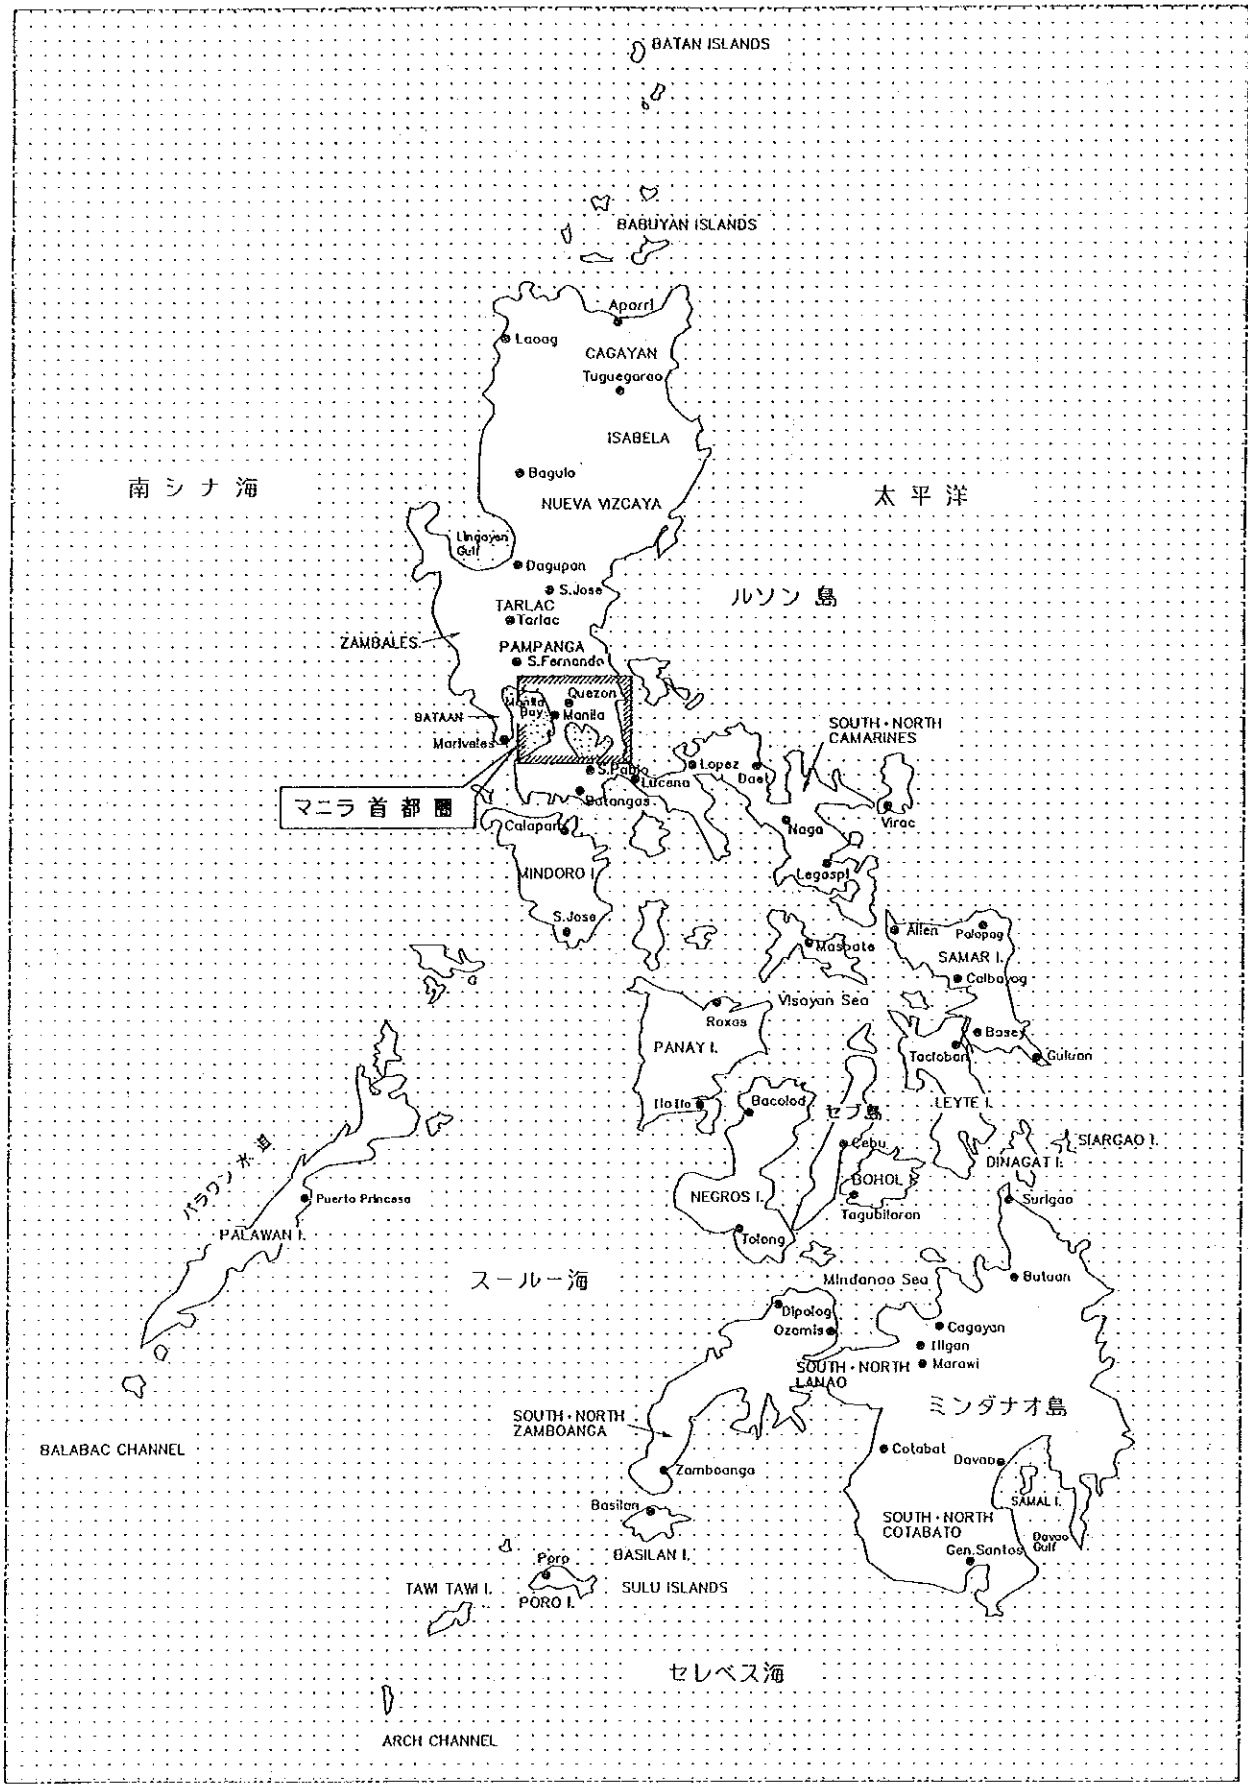 BATAN ISLANDS
BABUYAN ISLANDS
Aparri
Laoag
CAGAYAN
Tuguegarao
ISABELA
Baguio
南シナ海
NUEVA VIZCAYA
太平洋
Lingayen
Gulf
Dagupan
S.Jose
ルソン島
TARLAC
Tarlac
ZAMBALES
PAMPANGA
S.Fernando
Quezon
Manila
Bay
Manila
BATAAN
Mariveles
SOUTH・NORTH
CAMARINES
S.Pablo
Lucena
Lopez
Daet
Batangas
マニラ首都圏
Virac
Calapan
Naga
MINDORO I.
Legospi
S.Jose
Allen
Palapag
Masbate
SAMAR I.
Calbayog
Visayan Sea
Roxas
PANAY I.
Basey
Tacloban
Guiuan
Ilo Ilo
Bacolod
セブ島
LEYTE I.
Cebu
SIARGAO I.
DINAGAT I.
パラワン水道
BOHOL I.
NEGROS I.
Puerto Princesa
Tagubilaran
Surigao
PALAWAN I.
Tolong
スールー海
Mindanao Sea
Butuan
Dipolog
Ozamis
Cagayan
Iligan
Marawi
SOUTH・NORTH
LANAO
ミンダナオ島
SOUTH・NORTH
ZAMBOANGA
BALABAC CHANNEL
Cotabat
Davao
Zamboanga
SAMAL I.
Basilan
SOUTH・NORTH
COTABATO
Davao
Gulf
BASILAN I.
Gen.Santos
Poro
TAWI TAWI I.
PORO I.
SULU ISLANDS
セレベス海
ARCH CHANNEL